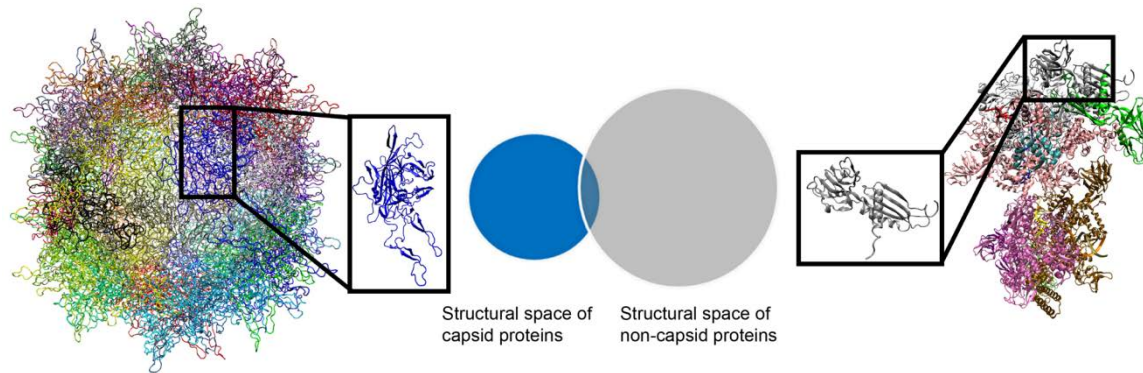 Structural space of
capsid proteins
Structural space of
non-capsid proteins